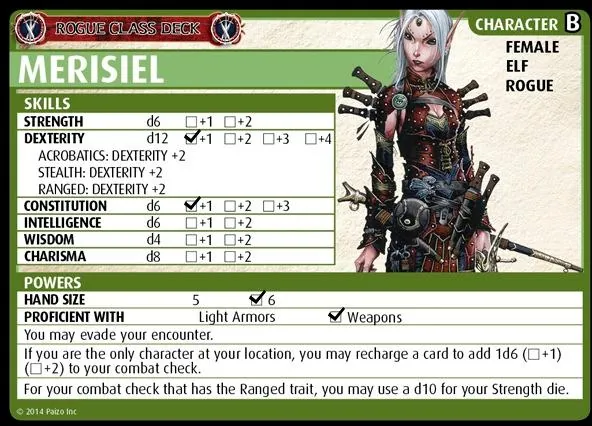 ROGUE CLASS DECK
CHARACTER B
MERISIEL
FEMALE
ELF
ROGUE
SKILLS
STRENGTH d6 ☐+1 ☐+2
DEXTERITY d12 ☑+1 ☐+2 ☐+3 ☐+4
ACROBATICS: DEXTERITY +2
STEALTH: DEXTERITY +2
RANGED: DEXTERITY +2
CONSTITUTION d6 ☑+1 ☐+2 ☐+3
INTELLIGENCE d6 ☐+1 ☐+2
WISDOM d4 ☐+1 ☐+2
CHARISMA d8 ☐+1 ☐+2
POWERS
HAND SIZE 5 ☑ 6
PROFICIENT WITH Light Armors ☑ Weapons
You may evade your encounter.
If you are the only character at your location, you may recharge a card to add 1d6 (☐+1)
(☐+2) to your combat check.
For your combat check that has the Ranged trait, you may use a d10 for your Strength die.
© 2014 Paizo Inc